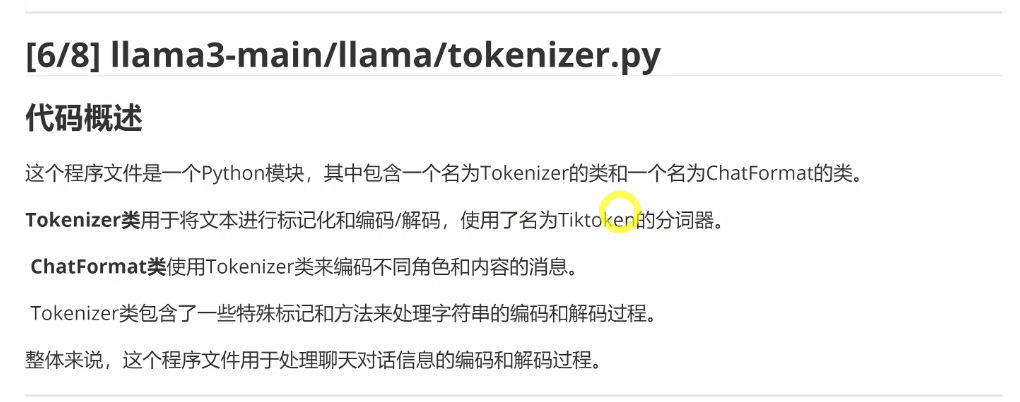 [6/8] llama3-main/llama/tokenizer.py
代码概述
这个程序文件是一个Python模块，其中包含一个名为Tokenizer的类和一个名为ChatFormat的类。
Tokenizer类用于将文本进行标记化和编码/解码，使用了名为Tiktoken的分词器。
ChatFormat类使用Tokenizer类来编码不同角色和内容的消息。
Tokenizer类包含了一些特殊标记和方法来处理字符串的编码和解码过程。
整体来说，这个程序文件用于处理聊天对话信息的编码和解码过程。